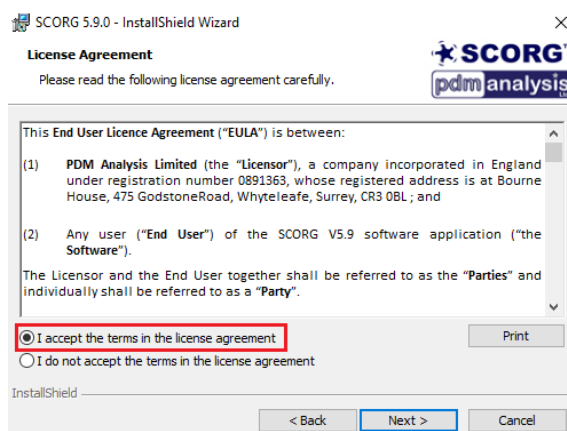 SCORG 5.9.0 - InstallShield Wizard
License Agreement
Please read the following license agreement carefully.
SCORG
pdm analysis
This End User Licence Agreement (“EULA”) is between:
(1) PDM Analysis Limited (the “Licensor”), a company incorporated in England
under registration number 0891363, whose registered address is at Bourne
House, 475 GodstoneRoad, Whyteleafe, Surrey, CR3 0BL ; and
(2) Any user (“End User”) of the SCORG V5.9 software application (“the
Software”).
The Licensor and the End User together shall be referred to as the “Parties” and
individually shall be referred to as a “Party”.
I accept the terms in the license agreement
Print
I do not accept the terms in the license agreement
InstallShield
< Back
Next >
Cancel